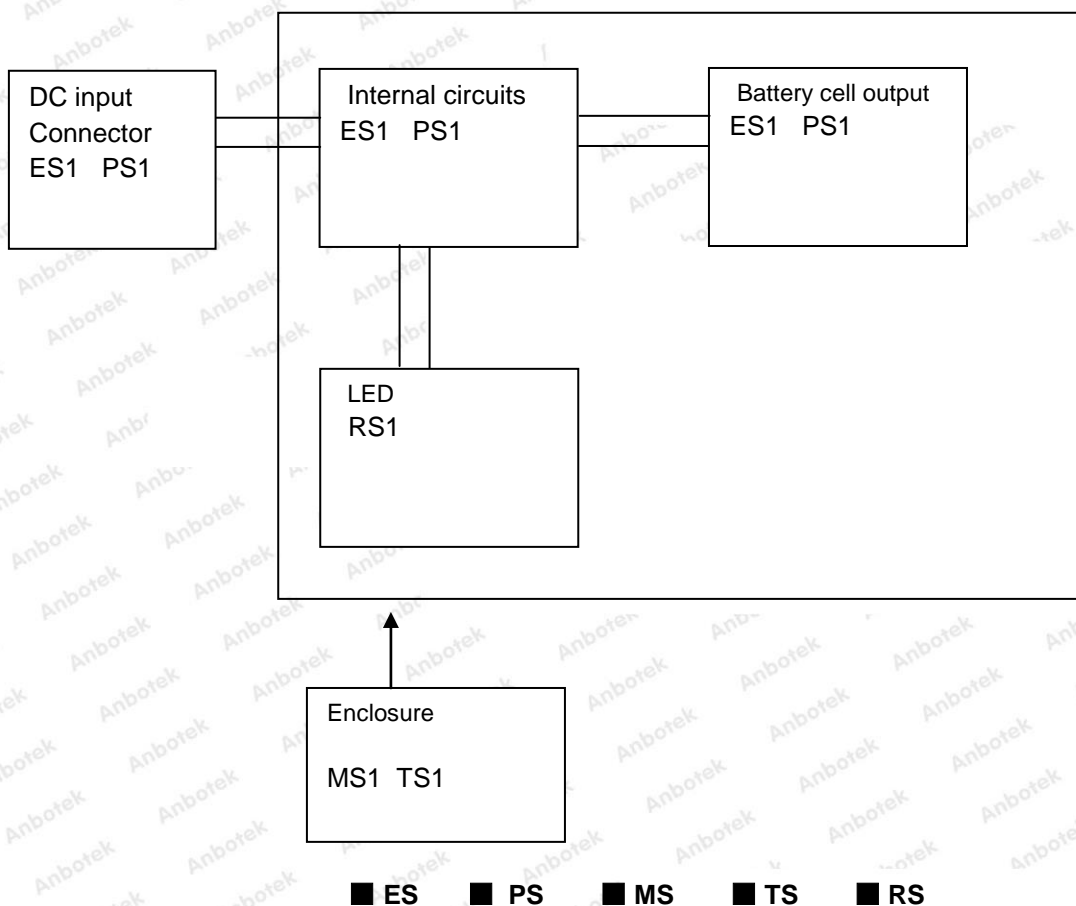 DC input
Connector
ES1 PS1
Internal circuits
ES1 PS1
Battery cell output
ES1 PS1
LED
RS1
Enclosure
MS1 TS1
■ ES ■ PS ■ MS ■ TS ■ RS
Anbotek